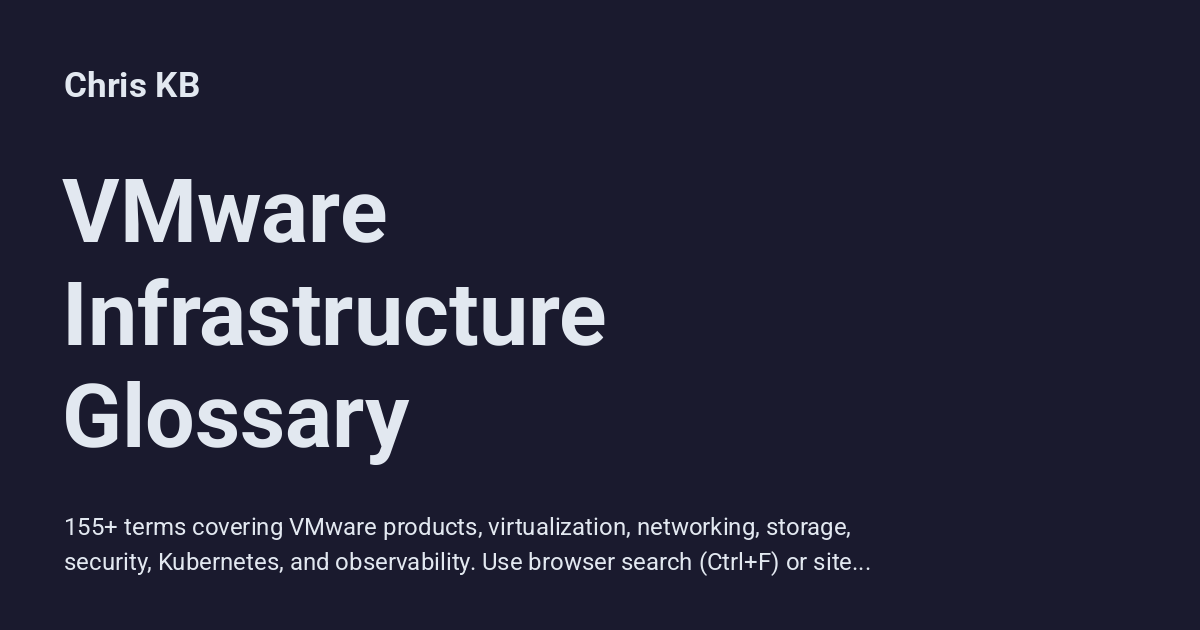 Chris KB
VMware
Infrastructure
Glossary
155+ terms covering VMware products, virtualization, networking, storage,
security, Kubernetes, and observability. Use browser search (Ctrl+F) or site...